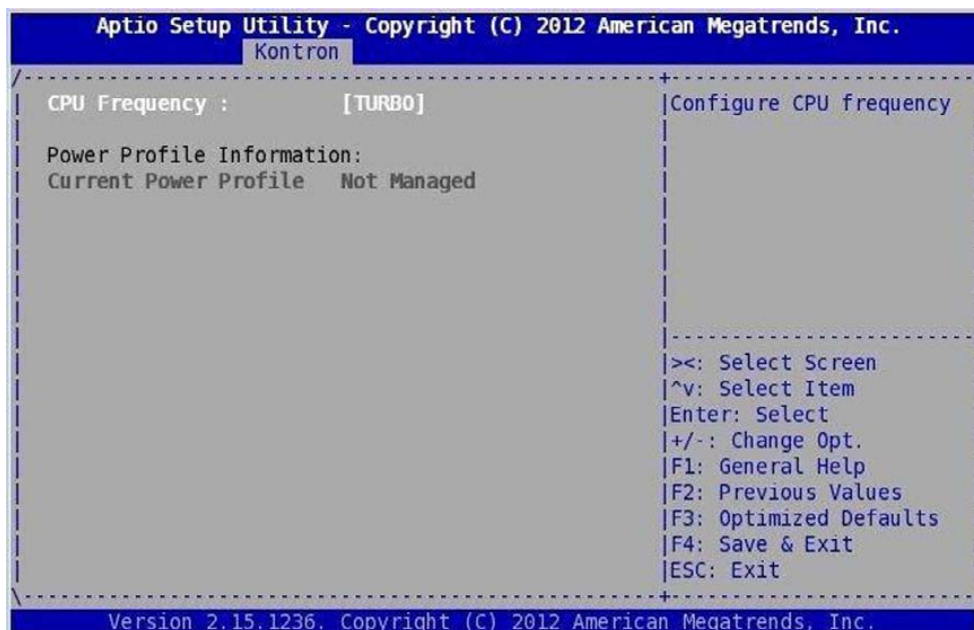 Aptio Setup Utility - Copyright (C) 2012 American Megatrends, Inc.
Kontron
CPU Frequency : [TURBO]
Power Profile Information:
Current Power Profile Not Managed
Configure CPU frequency
><: Select Screen
^v: Select Item
Enter: Select
+/-: Change Opt.
F1: General Help
F2: Previous Values
F3: Optimized Defaults
F4: Save & Exit
ESC: Exit
Version 2.15.1236. Copyright (C) 2012 American Megatrends, Inc.